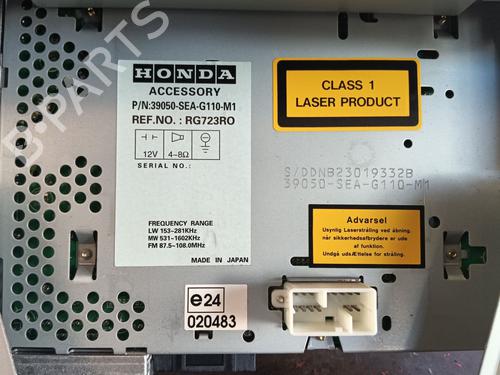 HONDA
ACCESSORY
P/N:39050-SEA-G110-M1
REF.NO. : RG723RO
12V 4~8Ω
SERIAL NO.:
FREQUENCY RANGE
LW 153~281KHz
MW 531~1602KHz
FM 87.5~108.0MHz
MADE IN JAPAN
CLASS 1
LASER PRODUCT
S/DDNB23019332B
39050-SEA-G110-M1
Advarsel
Usynlig Laserstråling ved åbning,
når sikkerhedsafbrydere er ude
af funktion.
Undgå udsÆttelse for stråling.
e24
020483
B-PARTS